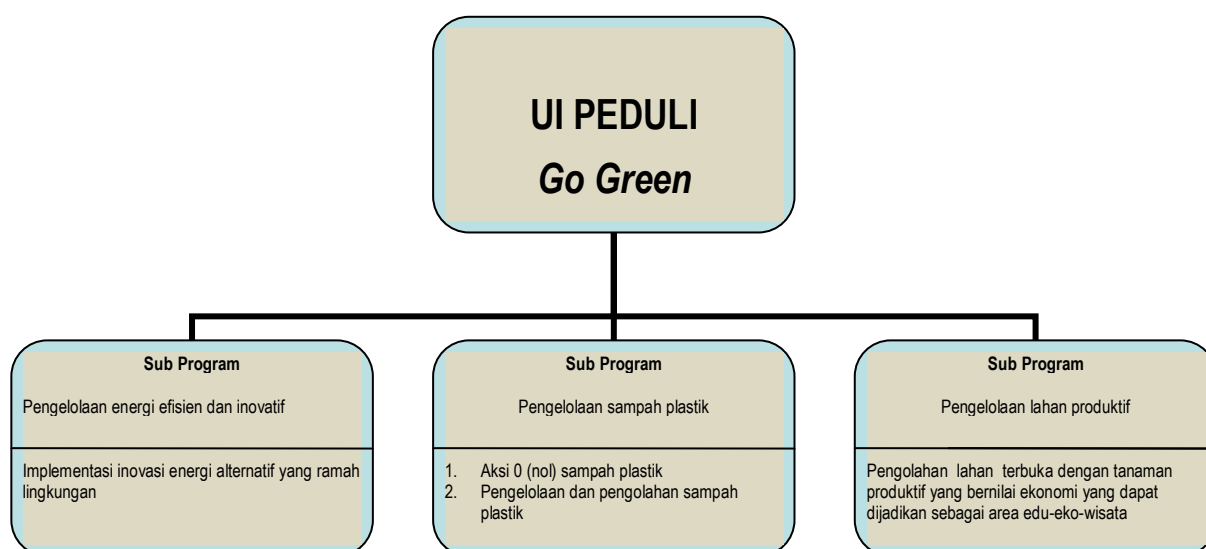 UI PEDULI
Go Green
Sub Program
Pengelolaan energi efisien dan inovatif
Implementasi inovasi energi alternatif yang ramah
lingkungan
Sub Program
Pengelolaan sampah plastik
1. Aksi 0 (nol) sampah plastik
2. Pengelolaan dan pengolahan sampah
plastik
Sub Program
Pengelolaan lahan produktif
Pengolahan lahan terbuka dengan tanaman
produktif yang bernilai ekonomi yang dapat
dijadikan sebagai area edu-eko-wisata